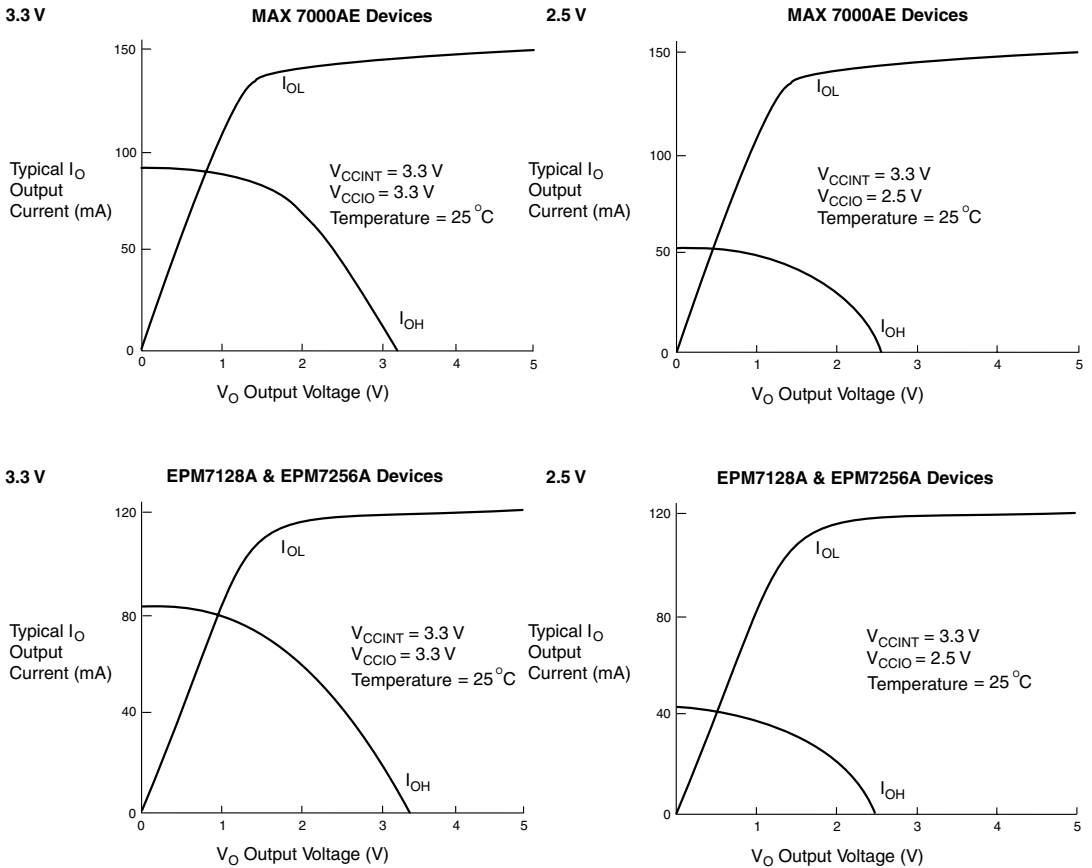 3.3 V
MAX 7000AE Devices
150
100
50
0
0
1
2
3
4
5
Typical IO
Output
Current (mA)
IOL
VCCINT = 3.3 V
VCCIO = 3.3 V
Temperature = 25 °C
IOH
VO Output Voltage (V)
2.5 V
MAX 7000AE Devices
150
100
50
0
0
1
2
3
4
5
Typical IO
Output
Current (mA)
IOL
VCCINT = 3.3 V
VCCIO = 2.5 V
Temperature = 25 °C
IOH
VO Output Voltage (V)
3.3 V
EPM7128A & EPM7256A Devices
120
80
40
0
0
1
2
3
4
5
Typical IO
Output
Current (mA)
IOL
VCCINT = 3.3 V
VCCIO = 3.3 V
Temperature = 25 °C
IOH
VO Output Voltage (V)
2.5 V
EPM7128A & EPM7256A Devices
120
80
40
0
1
2
3
4
5
Typical IO
Output
Current (mA)
IOL
VCCINT = 3.3 V
VCCIO = 2.5 V
Temperature = 25 °C
IOH
VO Output Voltage (V)